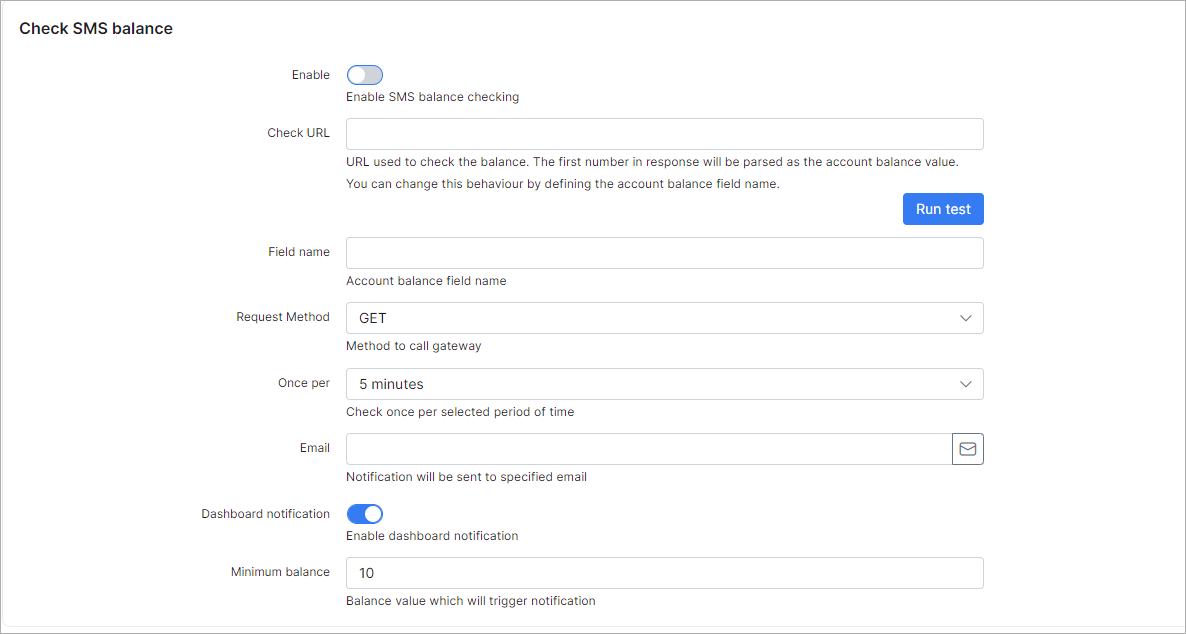 Check SMS balance
Enable
Enable SMS balance checking
Check URL
URL used to check the balance. The first number in response will be parsed as the account balance value.
You can change this behaviour by defining the account balance field name.
Run test
Field name
Account balance field name
Request Method
GET
Method to call gateway
Once per
5 minutes
Check once per selected period of time
Email
Notification will be sent to specified email
Dashboard notification
Enable dashboard notification
Minimum balance
10
Balance value which will trigger notification